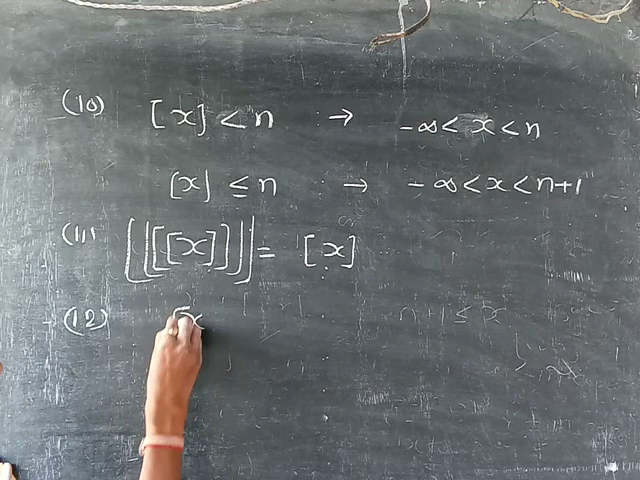 (10) [x] < n → -∞ < x < n
[x] ≤ n → -∞ < x < n+1
(11) [[[[[x]]]]] = [x]
(12) [x